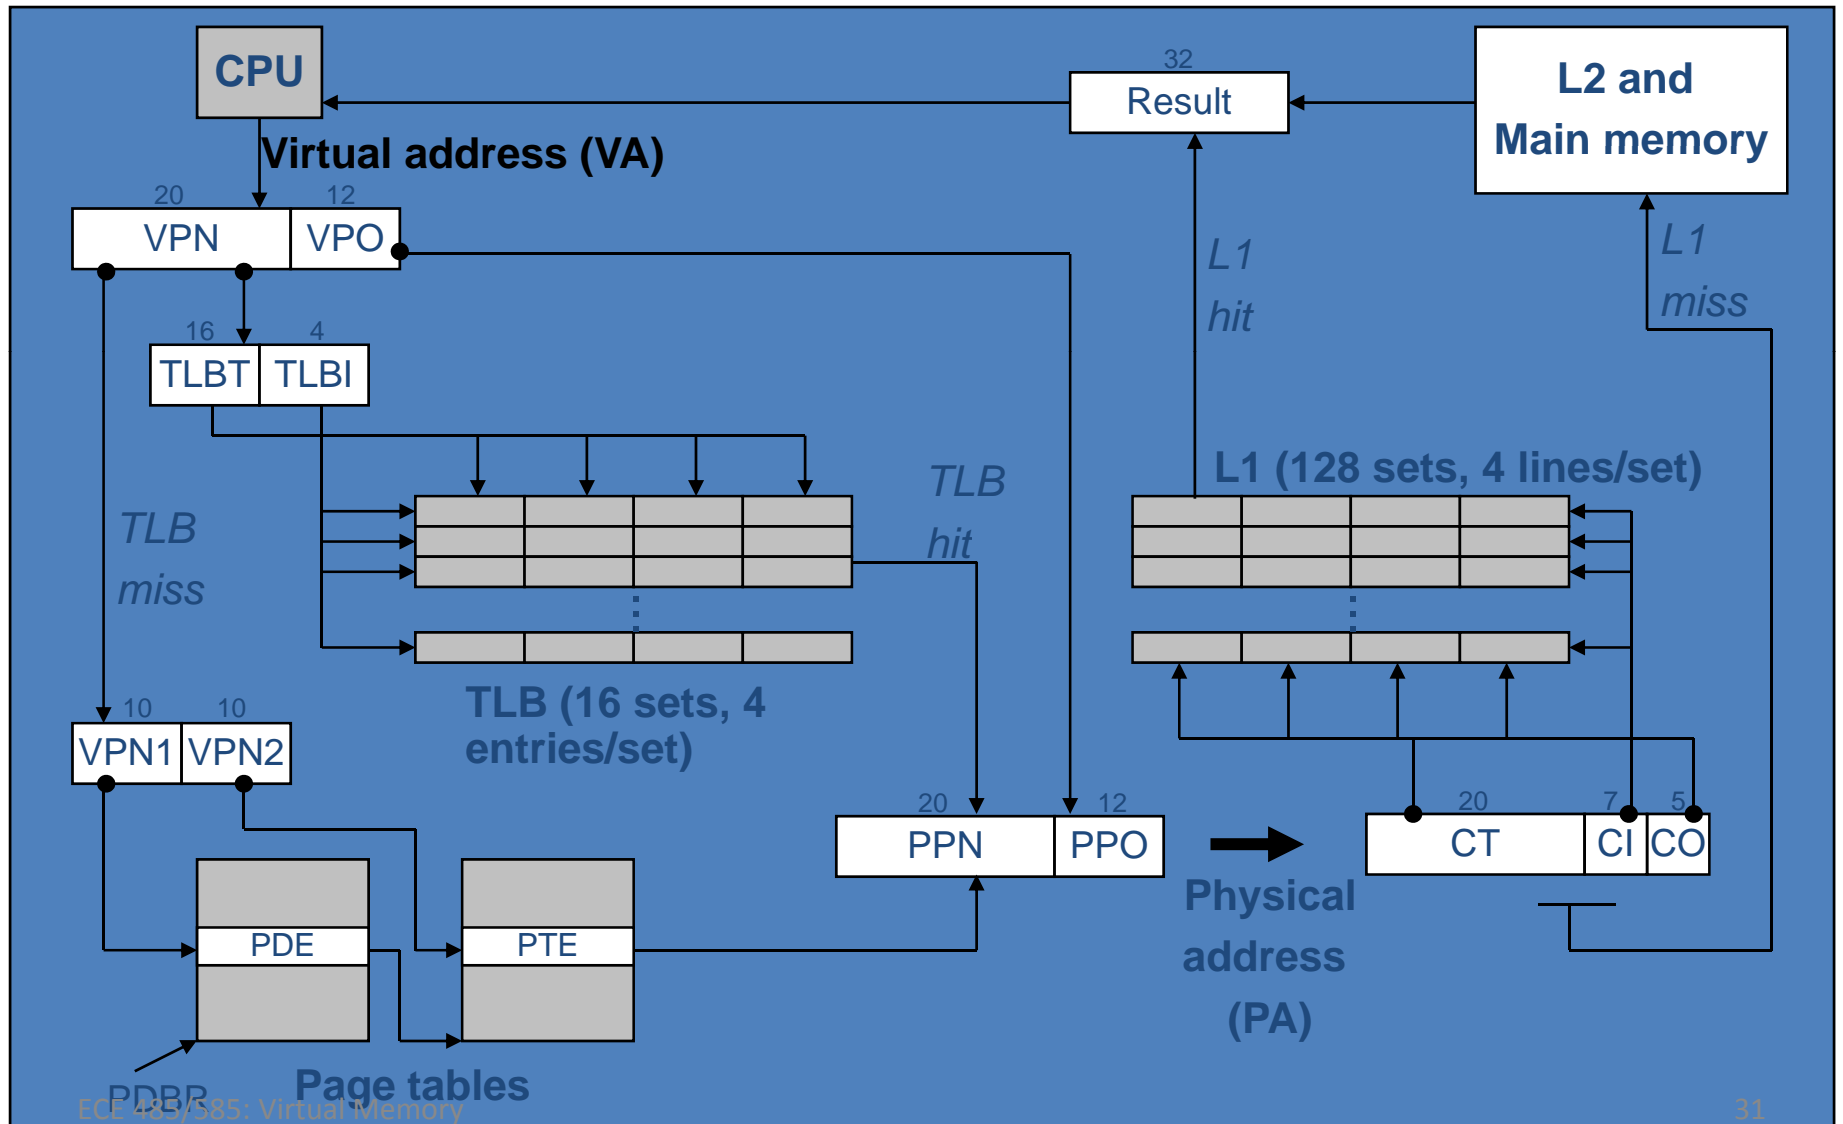 CPU
32
Result
L2 and
Main memory
Virtual address (VA)
20 12
VPN VPO
L1
hit
L1
miss
16 4
TLBT TLBI
TLB
hit
L1 (128 sets, 4 lines/set)
TLB
miss
TLB (16 sets, 4
entries/set)
10 10
VPN1 VPN2
20 12
PPN PPO
20 7 5
CT CI CO
Physical
address
(PA)
PDE
PTE
PDBR
Page tables
ECE 485/585: Virtual Memory
31